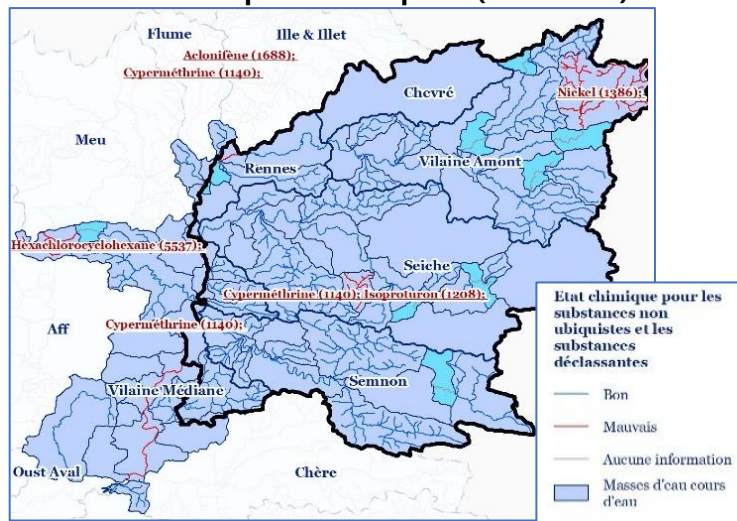 Flume
Ille & Illet
Aclonifène (1688);
Cyperméthrine (1140);
Chevré
Nickel (1386);
Meu
Rennes
Vilaine Amont
Hexachlorocyclohexane (5537);
Seiche
Cyperméthrine (1140); Isoproturon (1208);
Aff
Cyperméthrine (1140);
Vilaine Médiane
Semnon
Oust Aval
Chère
Etat chimique pour les
substances non
ubiquistes et les
substances
déclassantes
Bon
Mauvais
Aucune information
Masses d'eau cours
d'eau